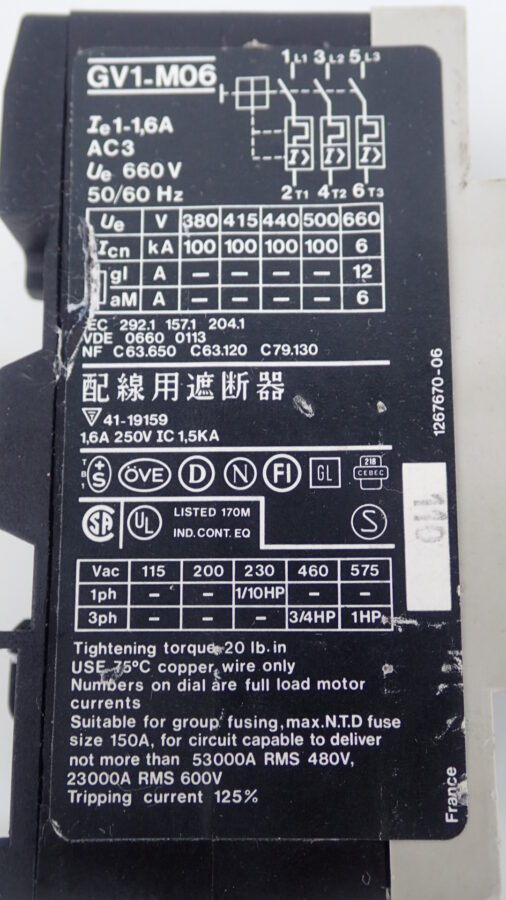 GV1-M06
1 L1 3 L2 5 L3
Ie 1-1,6A
AC3
Ue 660 V
50/60 Hz
I> I> I>
2 T1 4 T2 6 T3
Ue V 380 415 440 500 660
Icn kA 100 100 100 100 6
gl A – – – – 12
aM A – – – – 6
EC 292.1 157.1 204.1
VDE 0660 0113
NF C63.650 C63.120 C79.130
配線用遮断器
41-19159
1,6A 250V IC 1,5KA
1267670-06
+S ÖVE D N FI GL 218 CEBEC
SA UL LISTED 170M
IND. CONT. EQ
S
110
Vac 115 200 230 460 575
1ph – – 1/10HP – –
3ph – – – 3/4HP 1HP
Tightening torque 20 lb. in
USE 75°C copper wire only
Numbers on dial are full load motor
currents
Suitable for group fusing, max. N.T.D fuse
size 150A, for circuit capable to deliver
not more than 53000A RMS 480V,
23000A RMS 600V
Tripping current 125%
France